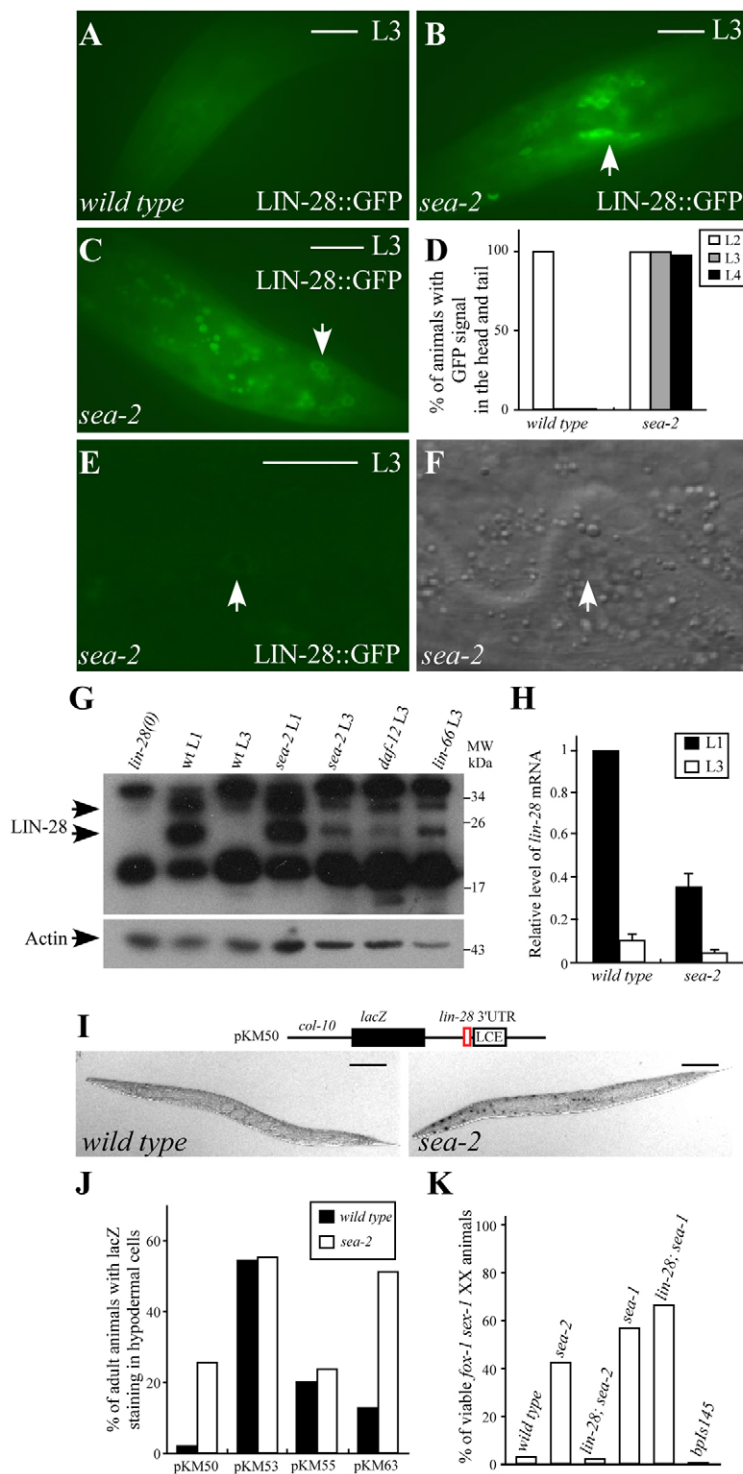 A
L3
wild type
LIN-28::GFP
B
L3
sea-2
LIN-28::GFP
C
L3
LIN-28::GFP
sea-2
D
L2
L3
L4
% of animals with
GFP signal
in the head and tail
100
50
0
wild type
sea-2
E
L3
sea-2
LIN-28::GFP
F
sea-2
G
lin-28(0)
wt L1
wt L3
sea-2 L1
sea-2 L3
daf-12 L3
lin-66 L3
MW
kDa
LIN-28
34
26
17
Actin
43
H
L1
L3
Relative level of lin-28 mRNA
1
0.8
0.6
0.4
0.2
0
wild type
sea-2
I
col-10
lacZ
lin-28 3'UTR
pKM50
LCE
wild type
sea-2
J
wild type
sea-2
% of adult animals with lacZ
staining in hypodermal cells
60
40
20
0
pKM50
pKM53
pKM55
pKM63
K
% of viable fox-1 sex-1 XX animals
100
80
60
40
20
0
wild type
sea-2
lin-28; sea-2
sea-1
lin-28; sea-1
bpIs145